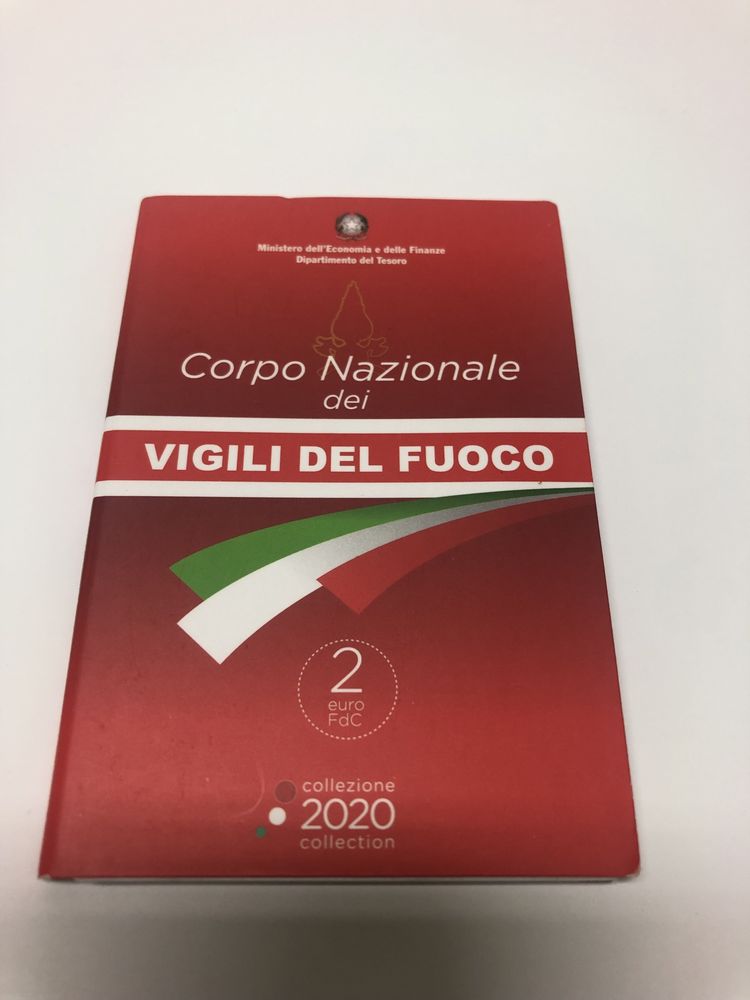 Ministero dell'Economia e delle Finanze
Dipartimento del Tesoro
Corpo Nazionale
dei
VIGILI DEL FUOCO
2
euro
FdC
collezione
2020
collection